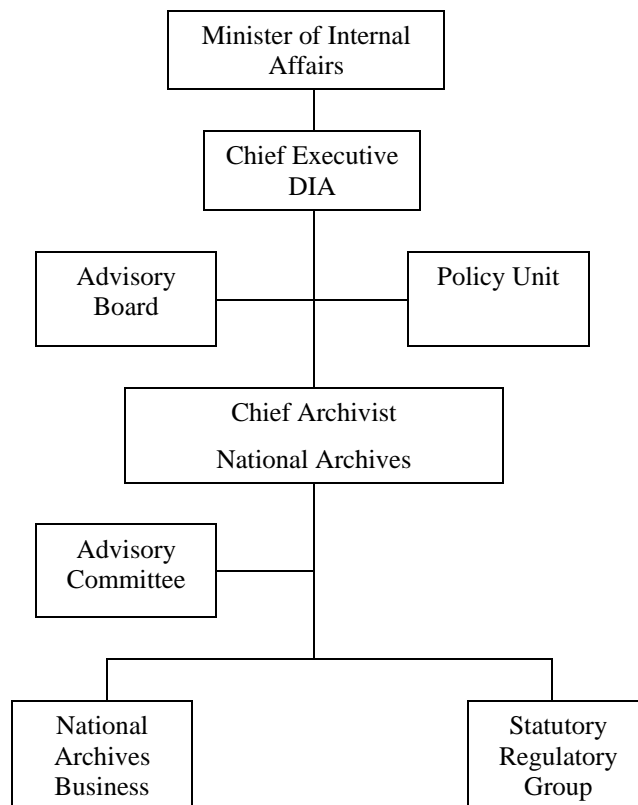 Minister of Internal
Affairs
Chief Executive
DIA
Advisory
Board
Policy Unit
Chief Archivist
National Archives
Advisory
Committee
National
Archives
Business
Statutory
Regulatory
Group